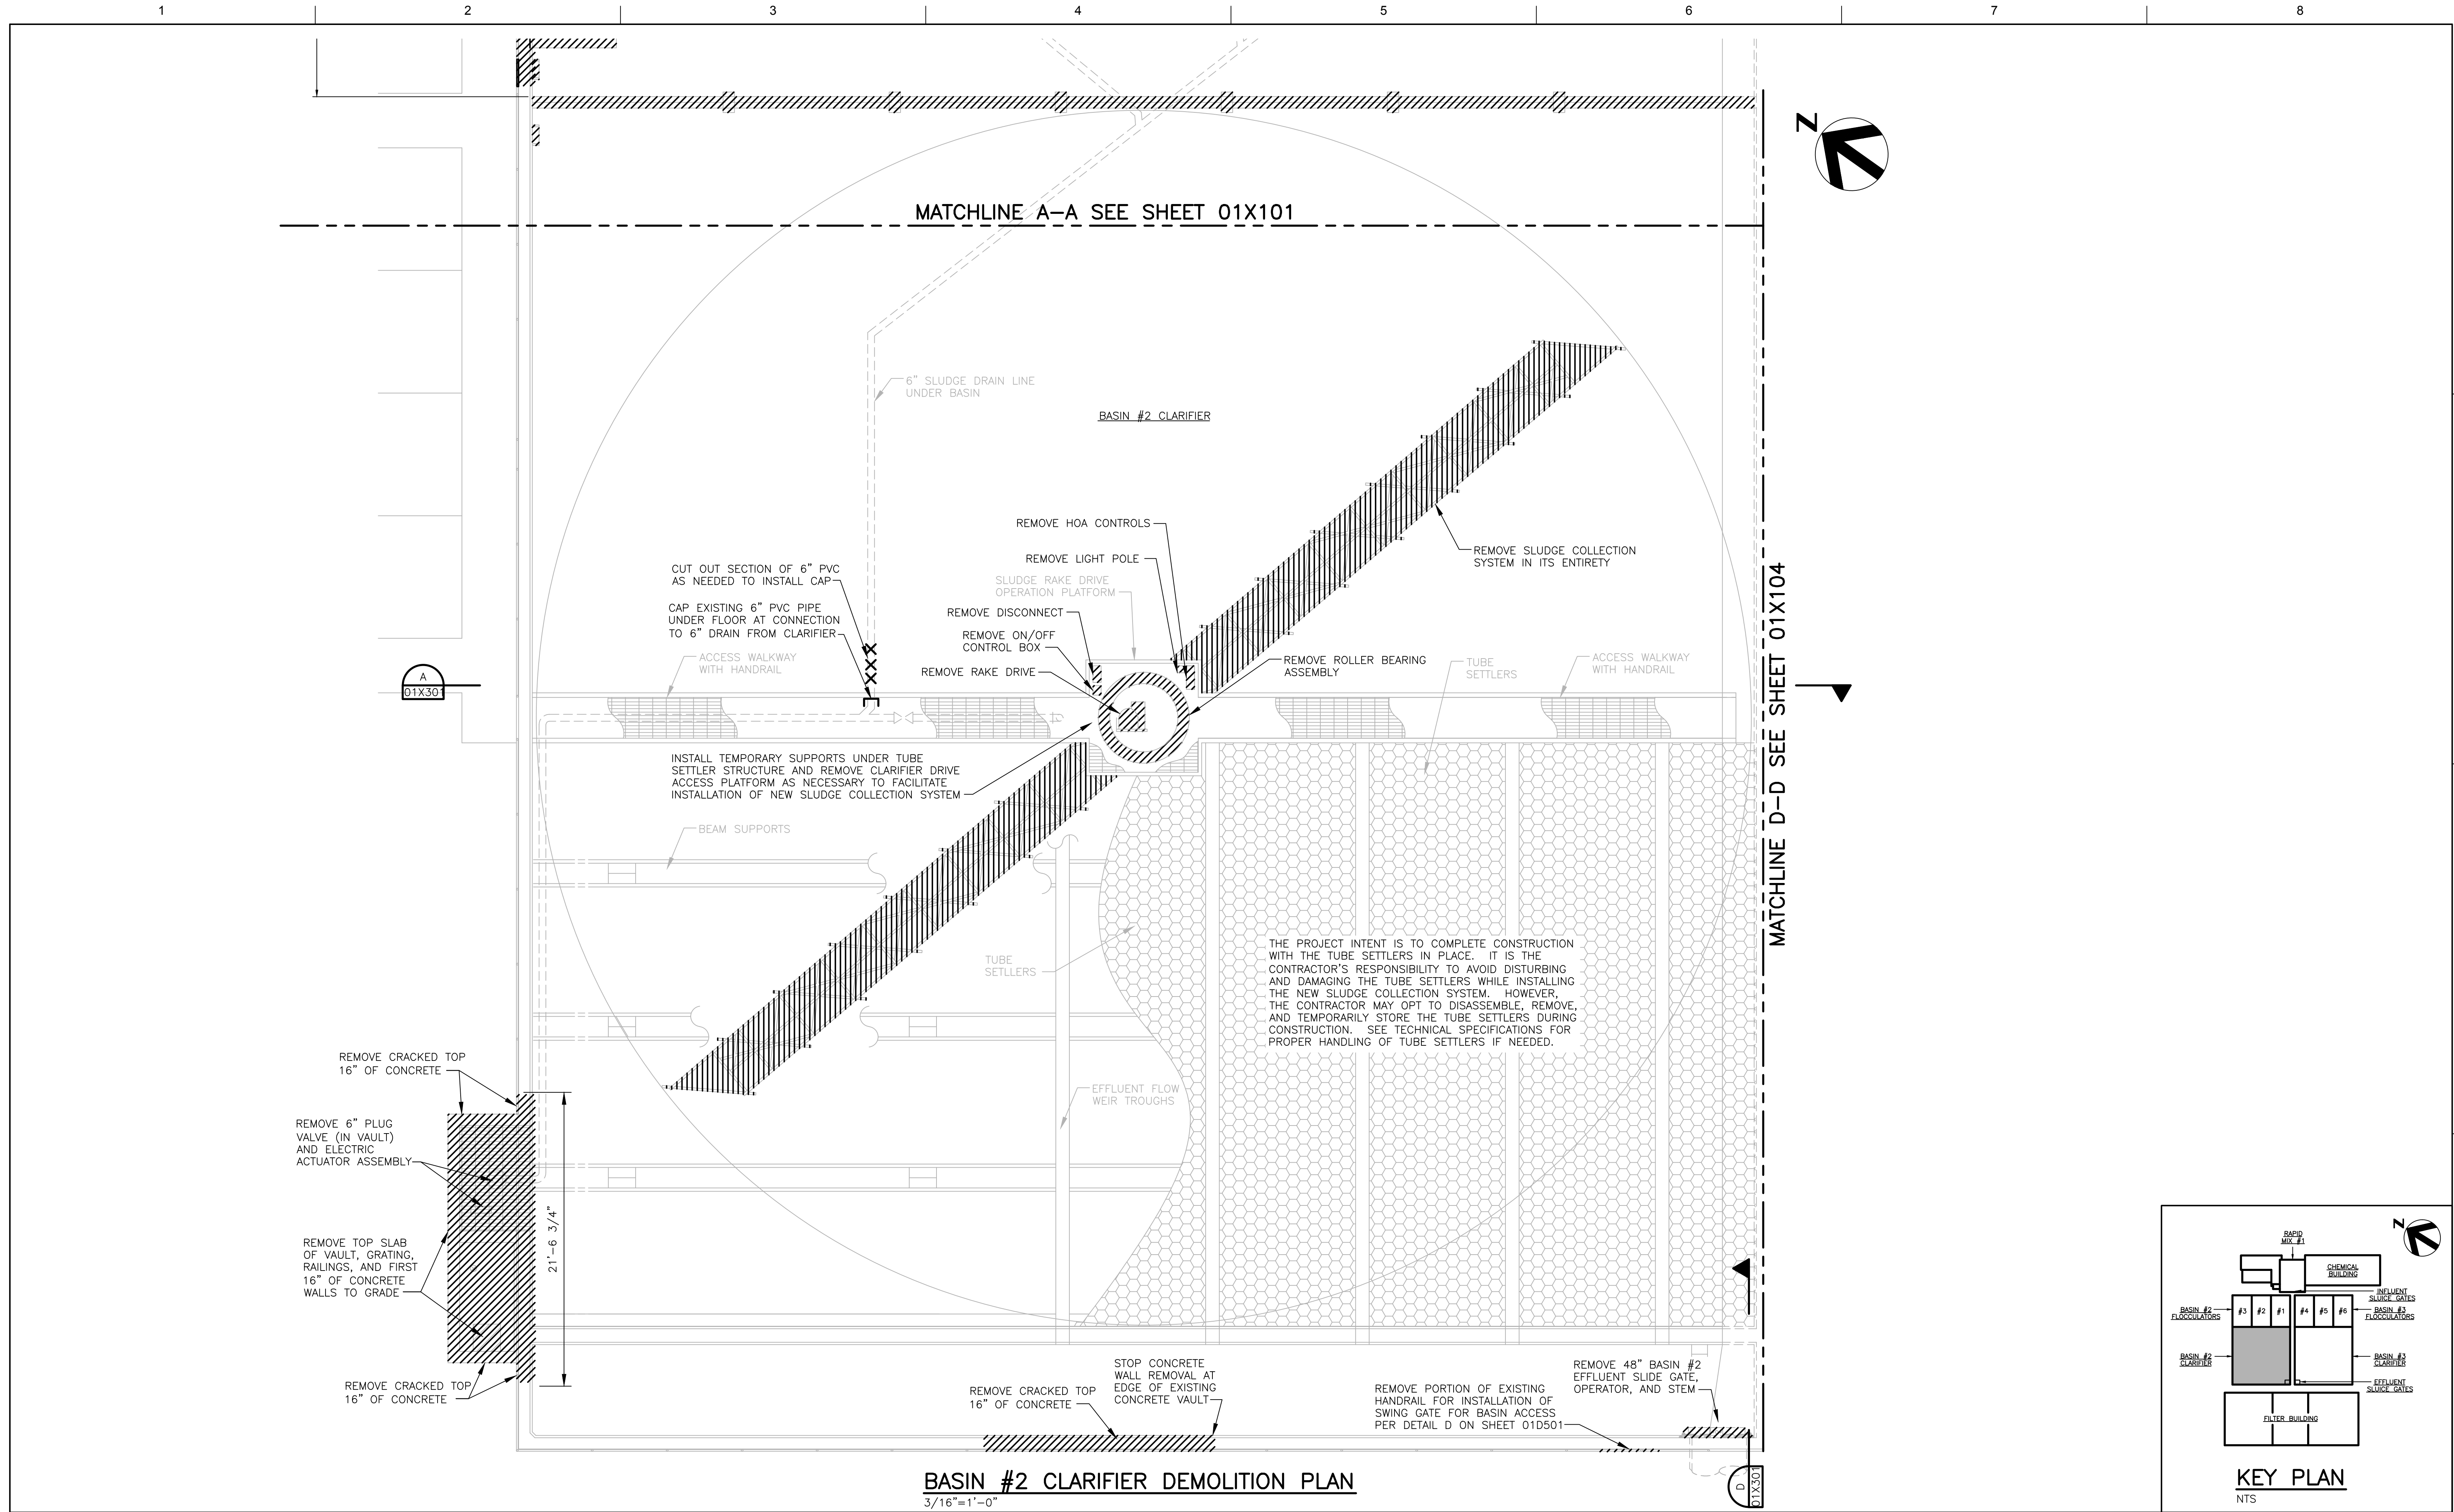 1
2
3
4
5
6
7
8
N
MATCHLINE A-A SEE SHEET 01X101
6" SLUDGE DRAIN LINE
UNDER BASIN
BASIN #2 CLARIFIER
REMOVE HOA CONTROLS
REMOVE LIGHT POLE
SLUDGE RAKE DRIVE
OPERATION PLATFORM
REMOVE SLUDGE COLLECTION
SYSTEM IN ITS ENTIRETY
CUT OUT SECTION OF 6" PVC
AS NEEDED TO INSTALL CAP
CAP EXISTING 6" PVC PIPE
UNDER FLOOR AT CONNECTION
TO 6" DRAIN FROM CLARIFIER
REMOVE DISCONNECT
REMOVE ON/OFF
CONTROL BOX
REMOVE RAKE DRIVE
ACCESS WALKWAY
WITH HANDRAIL
REMOVE ROLLER BEARING
ASSEMBLY
TUBE
SETTLERS
ACCESS WALKWAY
WITH HANDRAIL
MATCHLINE D-D SEE SHEET 01X104
A
01X301
INSTALL TEMPORARY SUPPORTS UNDER TUBE
SETTLER STRUCTURE AND REMOVE CLARIFIER DRIVE
ACCESS PLATFORM AS NECESSARY TO FACILITATE
INSTALLATION OF NEW SLUDGE COLLECTION SYSTEM
BEAM SUPPORTS
TUBE
SETLLERS
THE PROJECT INTENT IS TO COMPLETE CONSTRUCTION
WITH THE TUBE SETTLERS IN PLACE. IT IS THE
CONTRACTOR'S RESPONSIBILITY TO AVOID DISTURBING
AND DAMAGING THE TUBE SETTLERS WHILE INSTALLING
THE NEW SLUDGE COLLECTION SYSTEM. HOWEVER,
THE CONTRACTOR MAY OPT TO DISASSEMBLE, REMOVE,
AND TEMPORARILY STORE THE TUBE SETTLERS DURING
CONSTRUCTION. SEE TECHNICAL SPECIFICATIONS FOR
PROPER HANDLING OF TUBE SETTLERS IF NEEDED.
REMOVE CRACKED TOP
16" OF CONCRETE
EFFLUENT FLOW
WEIR TROUGHS
REMOVE 6" PLUG
VALVE (IN VAULT)
AND ELECTRIC
ACTUATOR ASSEMBLY
21'-6 3/4"
REMOVE TOP SLAB
OF VAULT, GRATING,
RAILINGS, AND FIRST
16" OF CONCRETE
WALLS TO GRADE
REMOVE CRACKED TOP
16" OF CONCRETE
REMOVE CRACKED TOP
16" OF CONCRETE
STOP CONCRETE
WALL REMOVAL AT
EDGE OF EXISTING
CONCRETE VAULT
REMOVE PORTION OF EXISTING
HANDRAIL FOR INSTALLATION OF
SWING GATE FOR BASIN ACCESS
PER DETAIL D ON SHEET 01D501
REMOVE 48" BASIN #2
EFFLUENT SLIDE GATE,
OPERATOR, AND STEM
D
01X301
BASIN #2 CLARIFIER DEMOLITION PLAN
3/16"=1'-0"
N
RAPID
MIX #1
CHEMICAL
BUILDING
INFLUENT
SLUICE GATES
BASIN #2
FLOCCULATORS
#3
#2
#1
#4
#5
#6
BASIN #3
FLOCCULATORS
BASIN #2
CLARIFIER
BASIN #3
CLARIFIER
EFFLUENT
SLUICE GATES
FILTER BUILDING
KEY PLAN
NTS